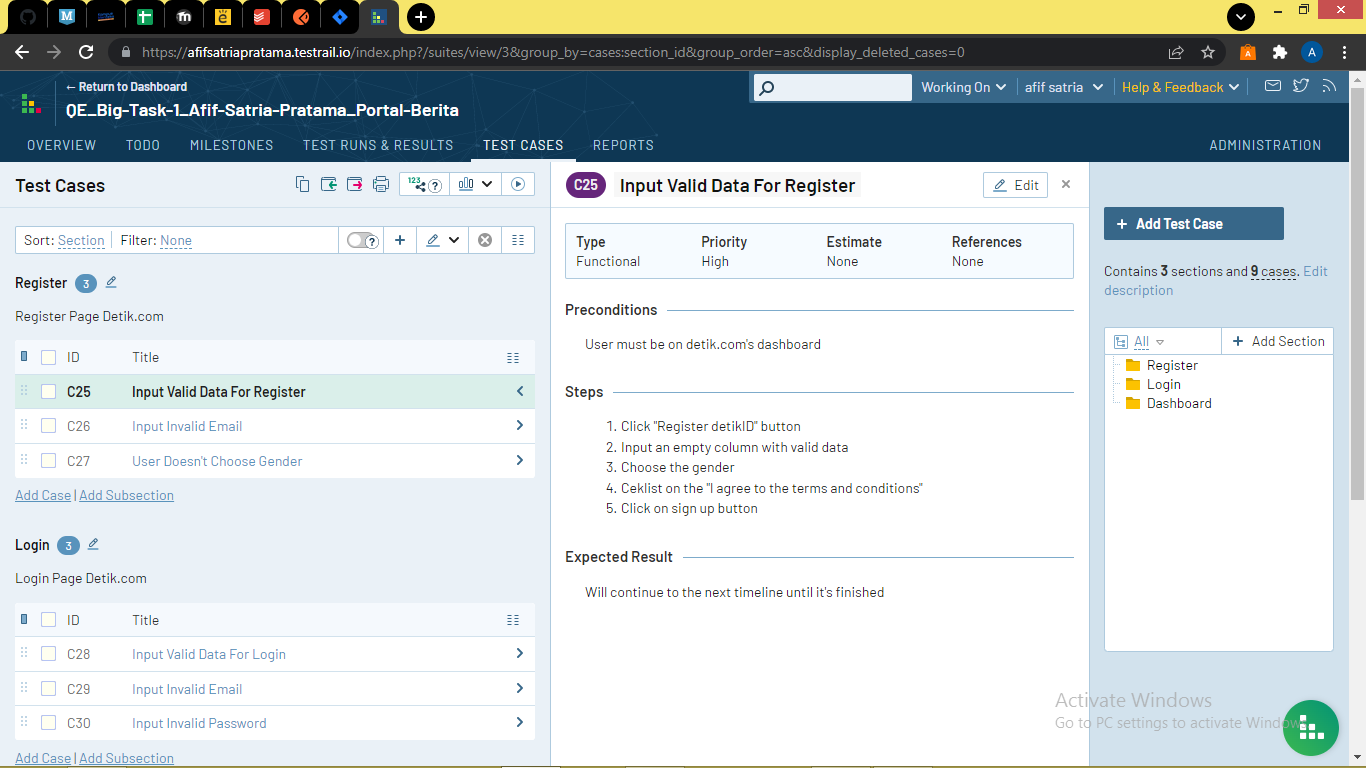 https://afifsatriapratama.testrail.io/index.php?/suites/view/3&group_by=cases:section_id&group_order=asc&display_deleted_cases=0
A
← Return to Dashboard
QE_Big-Task-1_Afif-Satria-Pratama_Portal-Berita
Working On
afif satria
Help & Feedback
OVERVIEW
TODO
MILESTONES
TEST RUNS & RESULTS
TEST CASES
REPORTS
ADMINISTRATION
Test Cases
Sort: Section
Filter: None
Register 3
Register Page Detik.com
ID Title
C25 Input Valid Data For Register
C26 Input Invalid Email
C27 User Doesn't Choose Gender
Add Case | Add Subsection
Login 3
Login Page Detik.com
ID Title
C28 Input Valid Data For Login
C29 Input Invalid Email
C30 Input Invalid Password
Add Case | Add Subsection
C25 Input Valid Data For Register
Edit
Type Priority Estimate References
Functional High None None
Preconditions
User must be on detik.com's dashboard
Steps
1. Click "Register detikID" button
2. Input an empty column with valid data
3. Choose the gender
4. Ceklist on the "I agree to the terms and conditions"
5. Click on sign up button
Expected Result
Will continue to the next timeline until it's finished
+ Add Test Case
Contains 3 sections and 9 cases. Edit
description
All
+ Add Section
Register
Login
Dashboard
Activate Windows
Go to PC settings to activate Windows.